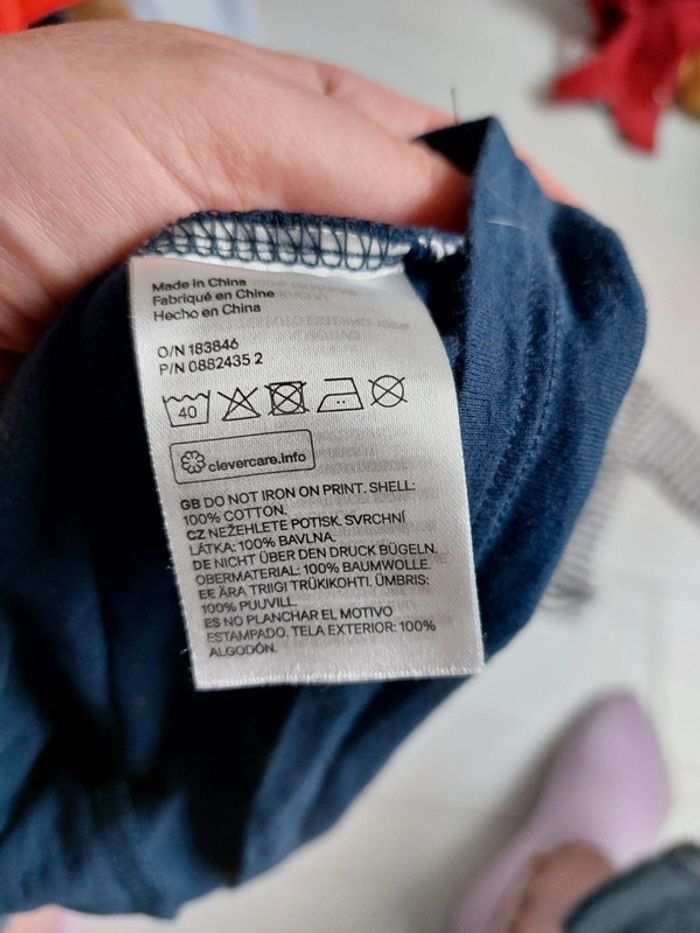 Made in China
Fabriqué en Chine
Hecho en China
O/N 183846
P/N 0882435 2
40
clevercare.info
GB DO NOT IRON ON PRINT. SHELL:
100% COTTON.
CZ NEŽEHLETE POTISK. SVRCHNÍ
LÁTKA: 100% BAVLNA.
DE NICHT ÜBER DEN DRUCK BÜGELN.
OBERMATERIAL: 100% BAUMWOLLE.
EE ÄRA TRIIGI TRÜKIKOHTI. ÜMBRIS:
100% PUUVILL.
ES NO PLANCHAR EL MOTIVO
ESTAMPADO. TELA EXTERIOR: 100%
ALGODÓN.